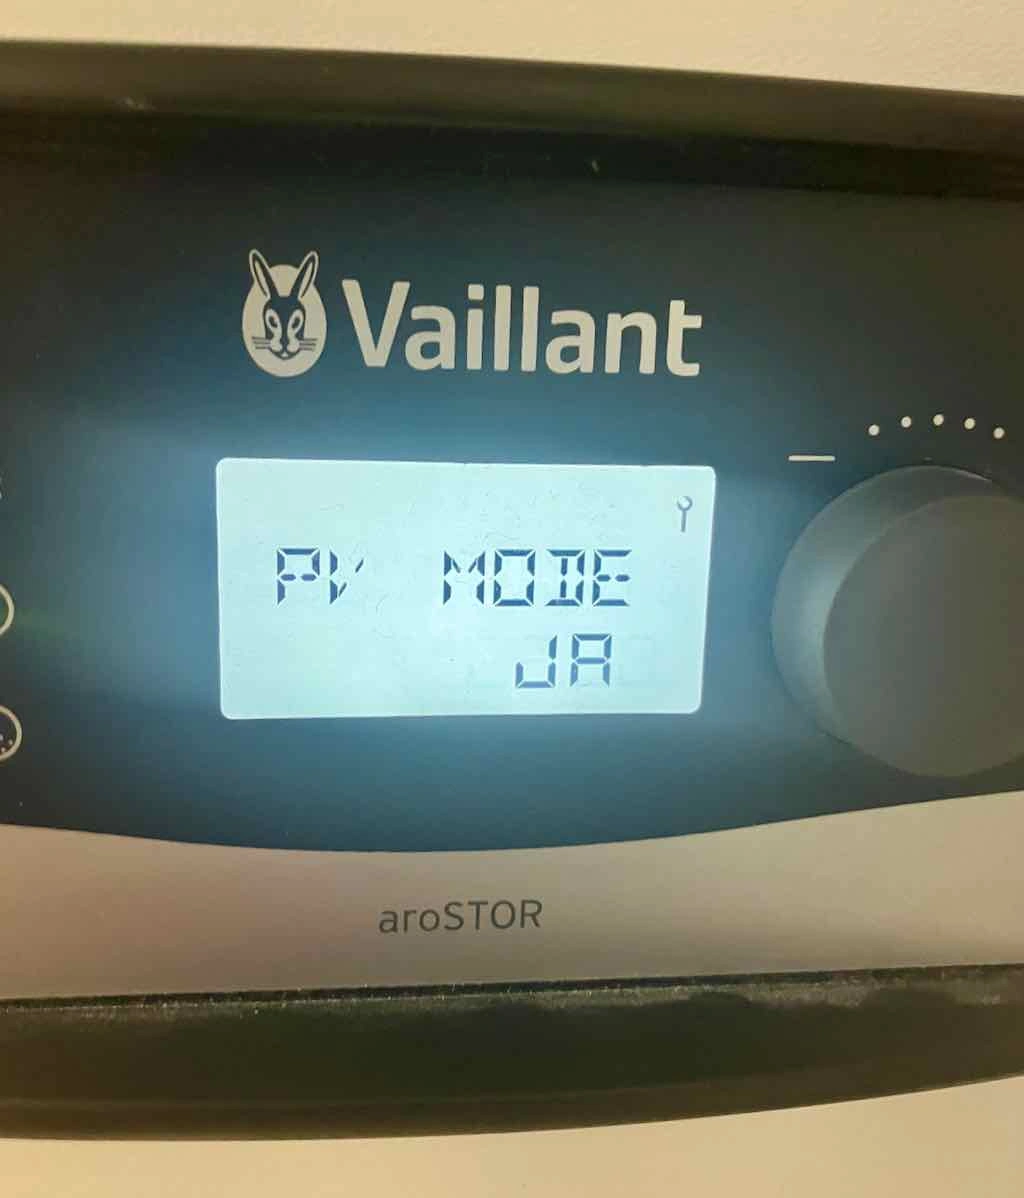 Vaillant
PV MODE
JA
aroSTOR